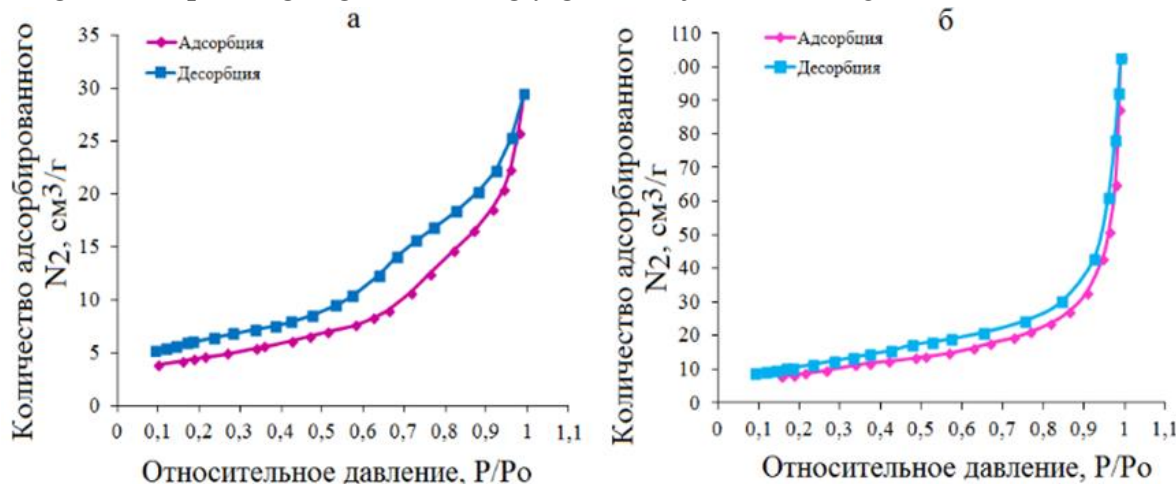 а
Количество адсорбированного
N2, см3/г
35
30
25
20
15
10
5
0
Адсорбция
Десорбция
0 0,1 0,2 0,3 0,4 0,5 0,6 0,7 0,8 0,9 1 1,1
Относительное давление, P/Po
б
Количество адсорбированного
N2, см3/г
110
100
90
80
70
60
50
40
30
20
10
0
Адсорбция
Десорбция
0 0,1 0,2 0,3 0,4 0,5 0,6 0,7 0,8 0,9 1 1,1
Относительное давление, P/Po